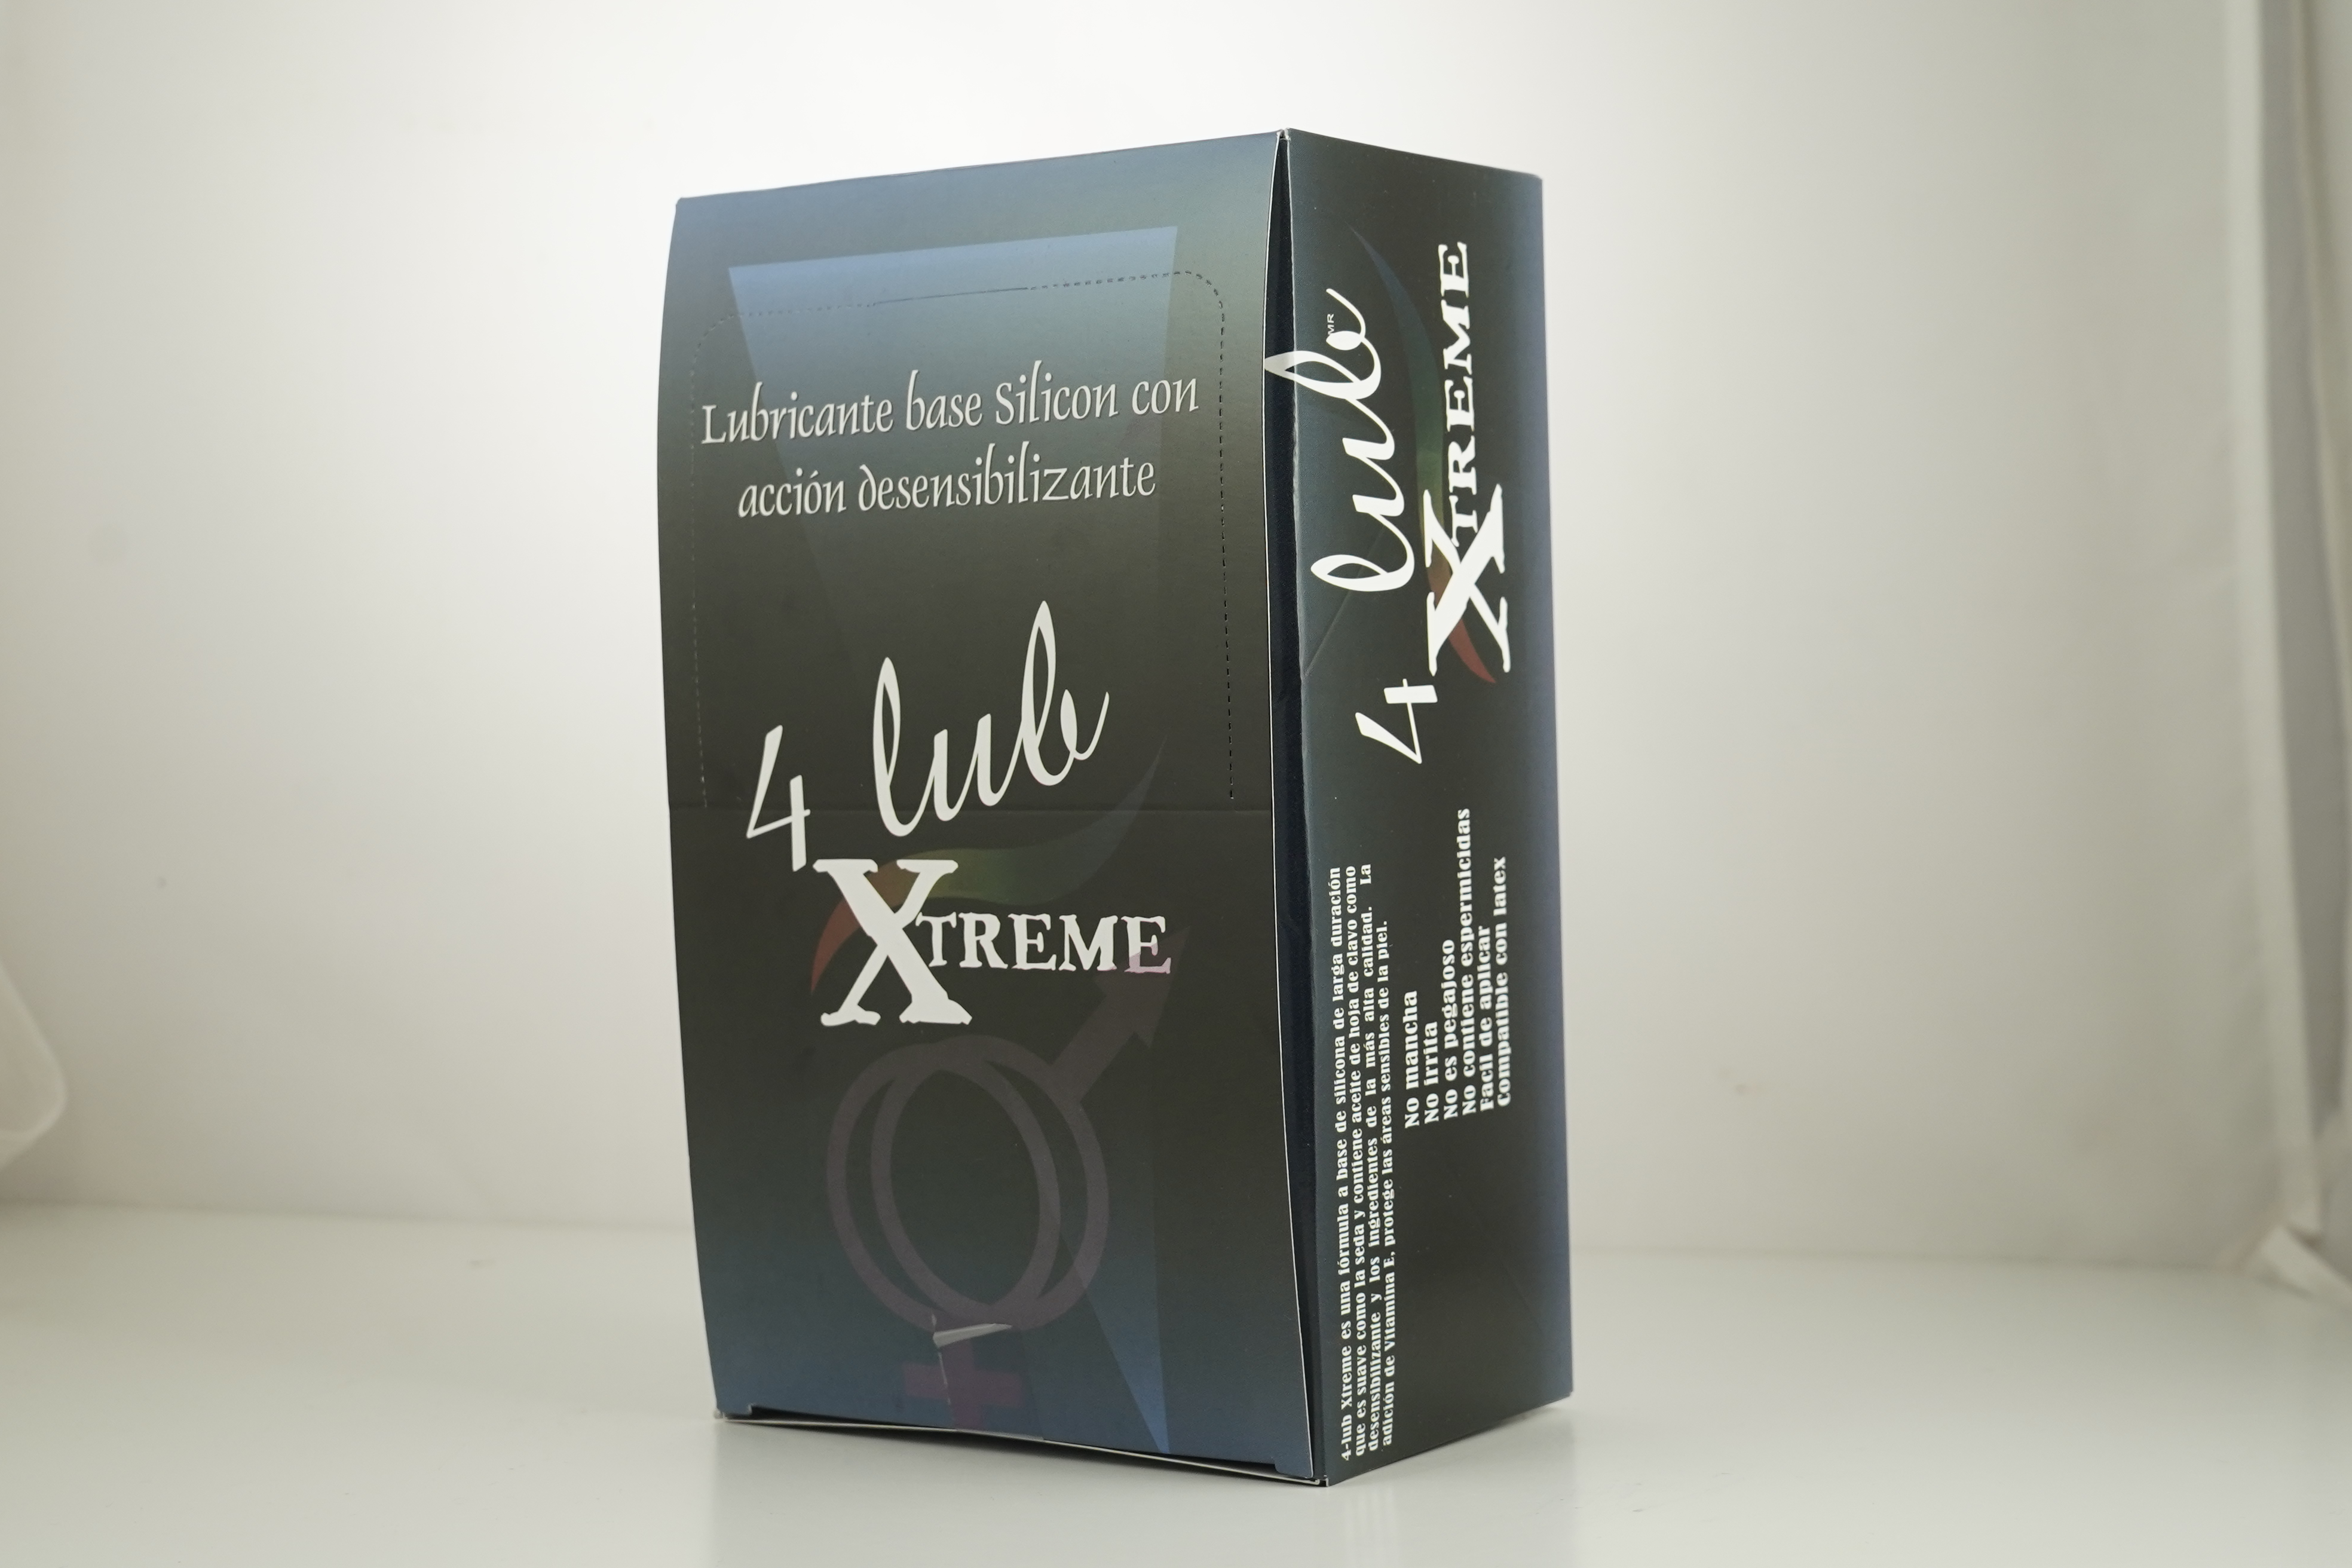 Lubricante base Silicon con
acción desensibilizante
4 lub
XTREME
4 lub MR
XTREME
4-lub Xtreme es una fórmula a base de silicona de larga duración
que es suave como la seda y contiene aceite de hoja de clavo como
desensibilizante y los ingredientes de la más alta calidad. La
adición de Vitamina E, protege las áreas sensibles de la piel.
No mancha
No irrita
No es pegajoso
No contiene espermicidas
Facil de aplicar
Compatible con latex